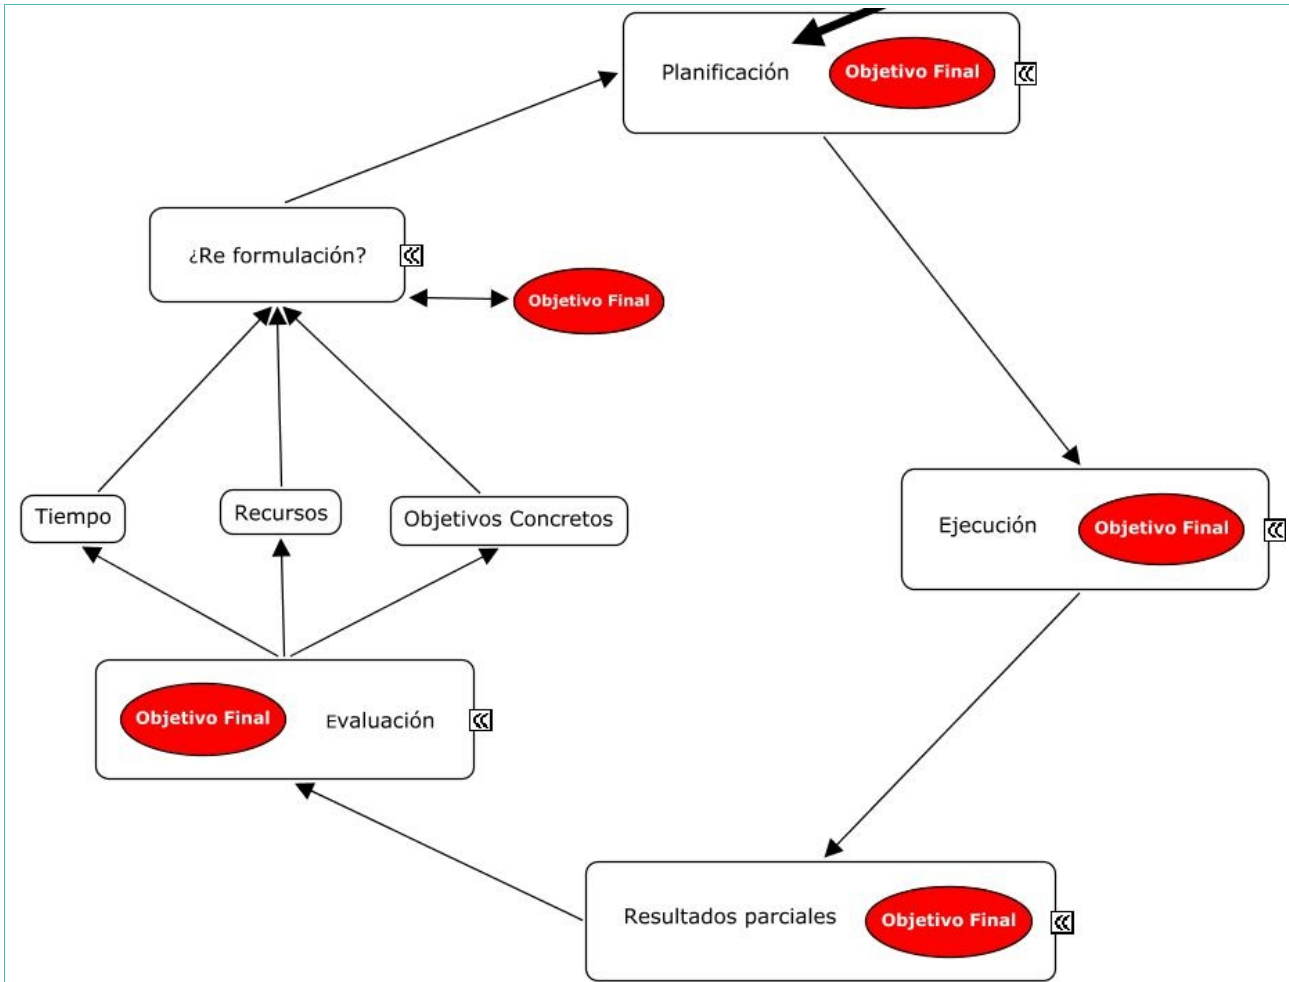 Planificación
Objetivo Final
¿Re formulación?
Objetivo Final
Tiempo
Recursos
Objetivos Concretos
Ejecución
Objetivo Final
Objetivo Final
Evaluación
Resultados parciales
Objetivo Final